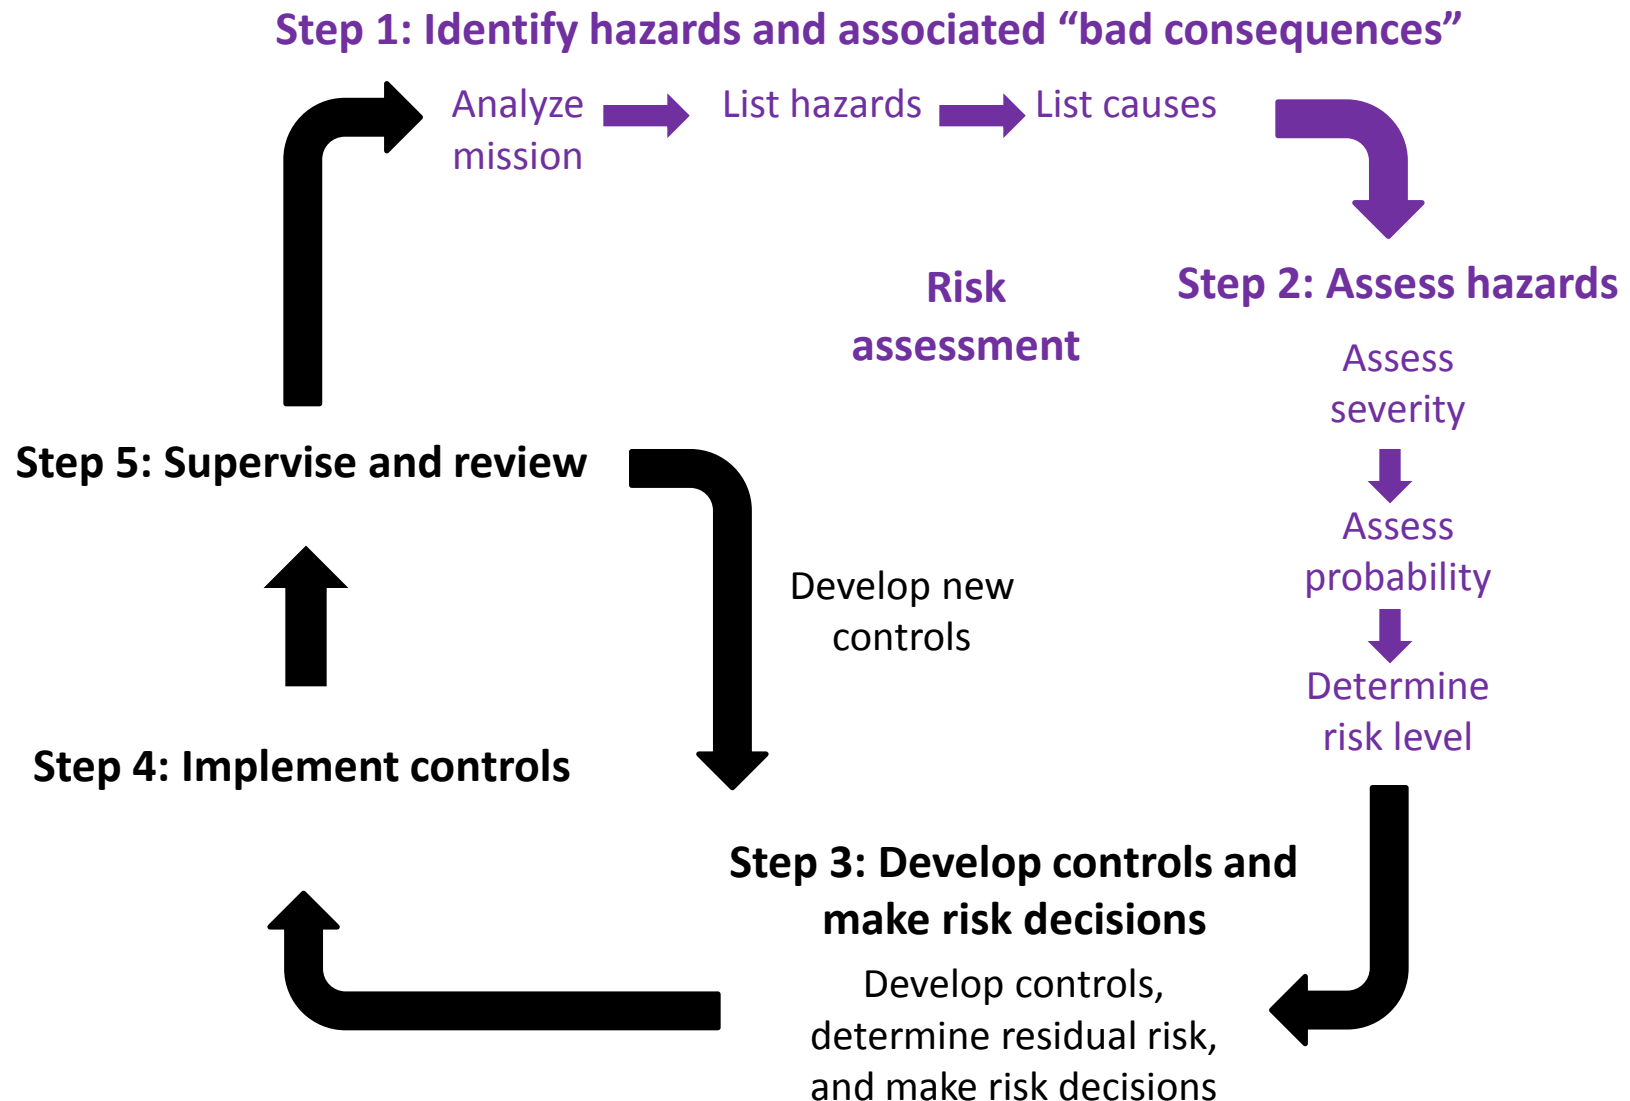 Step 1: Identify hazards and associated “bad consequences”
Analyze
mission
List hazards
List causes
Risk
assessment
Step 2: Assess hazards
Assess
severity
Assess
probability
Determine
risk level
Step 5: Supervise and review
Develop new
controls
Step 4: Implement controls
Step 3: Develop controls and
make risk decisions
Develop controls,
determine residual risk,
and make risk decisions